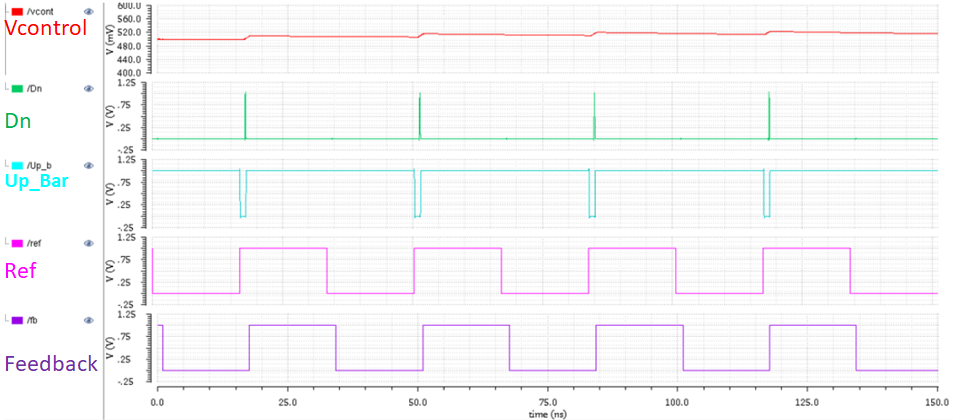 /vcont
Vcontrol
V (mV)
600.0
560.0
520.0
480.0
440.0
400.0
/Dn
Dn
V (V)
1.25
.75
.25
-.25
/Up_b
Up_Bar
V (V)
1.25
.75
.25
-.25
/ref
Ref
V (V)
1.25
.75
.25
-.25
/fb
Feedback
V (V)
1.25
.75
.25
-.25
0.0 25.0 50.0 75.0 100.0 125.0 150.0
time (ns)